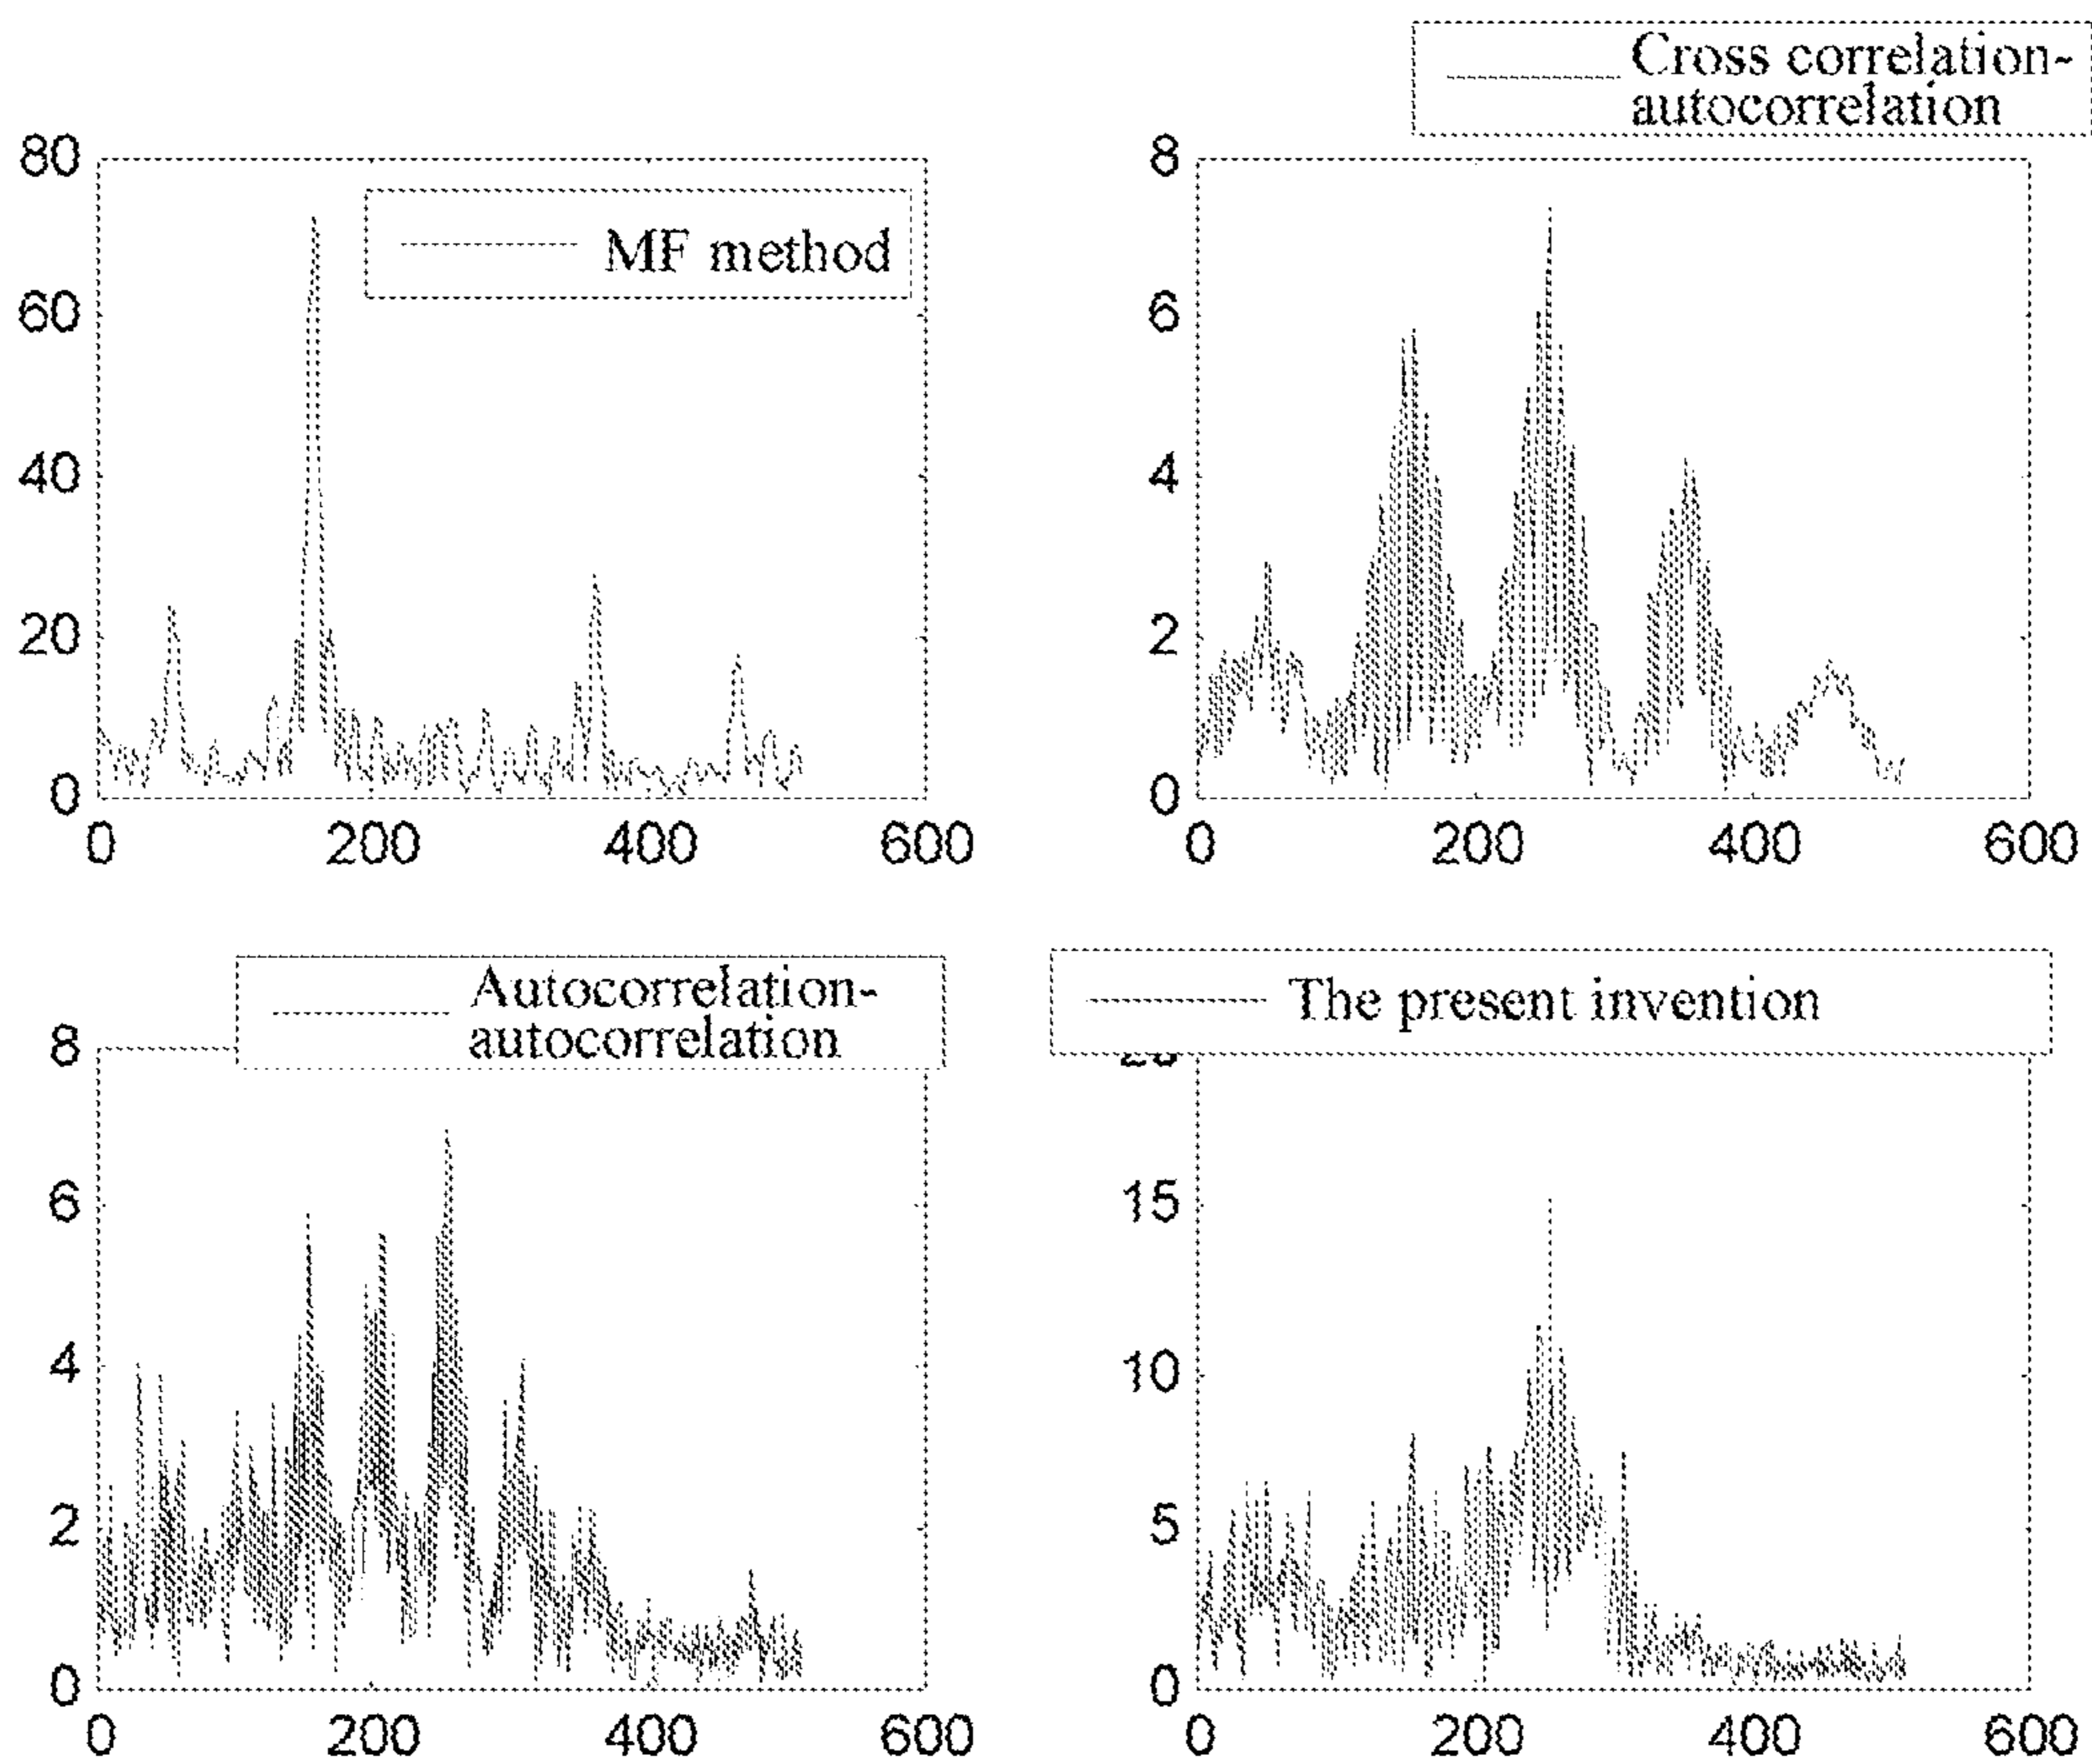 Cross correlation-
autocorrelation
80
60
40
20
0
MF method
0 200 400 600
8
6
4
2
0
0 200 400 600
Autocorrelation-
autocorrelation
8
6
4
2
0
0 200 400 600
The present invention
15
10
5
0
0 200 400 600